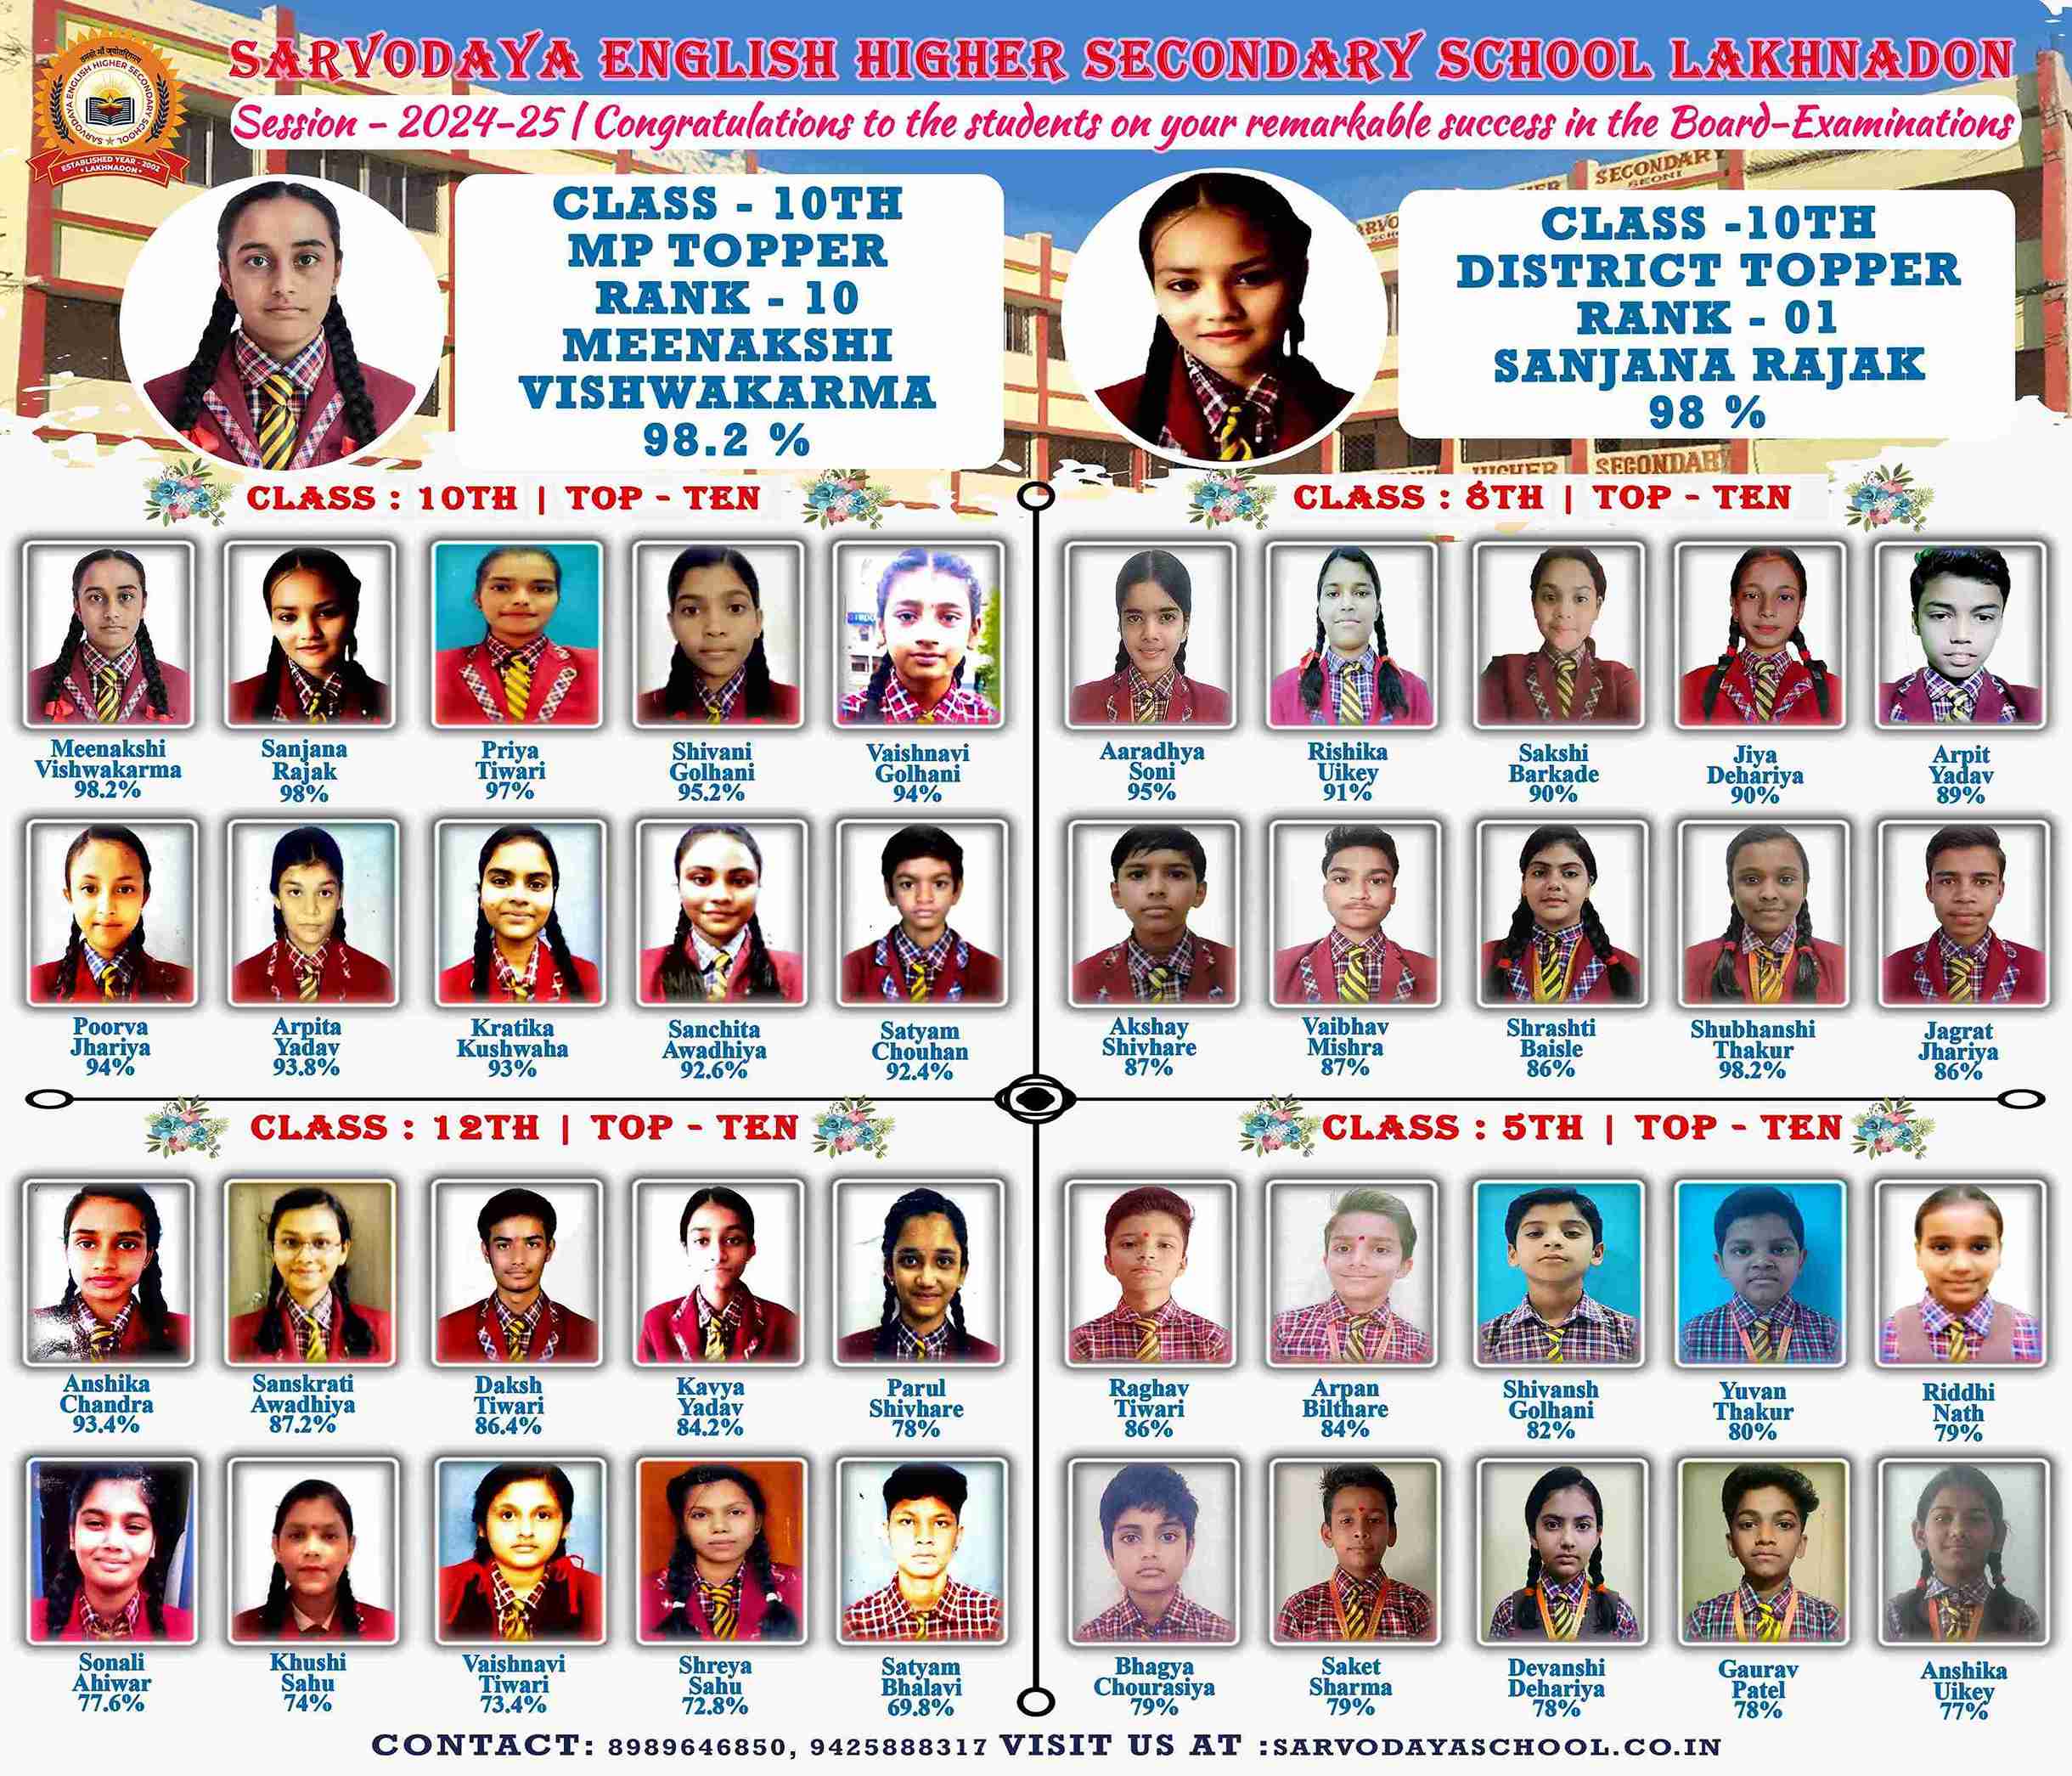 SARVODAYA ENGLISH HIGHER SECONDARY SCHOOL LAKHNADON
Session - 2024-25 | Congratulations to the students on your remarkable success in the Board-Examinations
SARVODAYA ENGLISH HIGHER SECONDARY SCHOOL
ESTABLISHED YEAR - 2002
LAKHNADON
CLASS - 10TH
MP TOPPER
RANK - 10
MEENAKSHI
VISHWAKARMA
98.2 %
SECONDARY
SEONI
CLASS -10TH
DISTRICT TOPPER
RANK - 01
SANJANA RAJAK
98 %
HIGHER SECONDARY
CLASS : 10TH | TOP - TEN
Meenakshi
Vishwakarma
98.2%
Sanjana
Rajak
98%
Priya
Tiwari
97%
Shivani
Golhani
95.2%
Vaishnavi
Golhani
94%
Poorva
Jhariya
94%
Arpita
Yadav
93.8%
Kratika
Kushwaha
93%
Sanchita
Awadhiya
92.6%
Satyam
Chouhan
92.4%
CLASS : 8TH | TOP - TEN
Aaradhya
Soni
95%
Rishika
Uikey
91%
Sakshi
Barkade
90%
Jiya
Dehariya
90%
Arpit
Yadav
89%
Akshay
Shivhare
87%
Vaibhav
Mishra
87%
Shrashti
Baisle
86%
Shubhanshi
Thakur
98.2%
Jagrat
Jhariya
86%
CLASS : 12TH | TOP - TEN
Anshika
Chandra
93.4%
Sanskrati
Awadhiya
87.2%
Daksh
Tiwari
86.4%
Kavya
Yadav
84.2%
Parul
Shivhare
78%
Sonali
Ahiwar
77.6%
Khushi
Sahu
74%
Vaishnavi
Tiwari
73.4%
Shreya
Sahu
72.8%
Satyam
Bhalavi
69.8%
CLASS : 5TH | TOP - TEN
Raghav
Tiwari
86%
Arpan
Bilthare
84%
Shivansh
Golhani
82%
Yuvan
Thakur
80%
Riddhi
Nath
79%
Bhagya
Chourasiya
79%
Saket
Sharma
79%
Devanshi
Dehariya
78%
Gaurav
Patel
78%
Anshika
Uikey
77%
CONTACT: 8989646850, 9425888317 VISIT US AT :SARVODAYASCHOOL.CO.IN